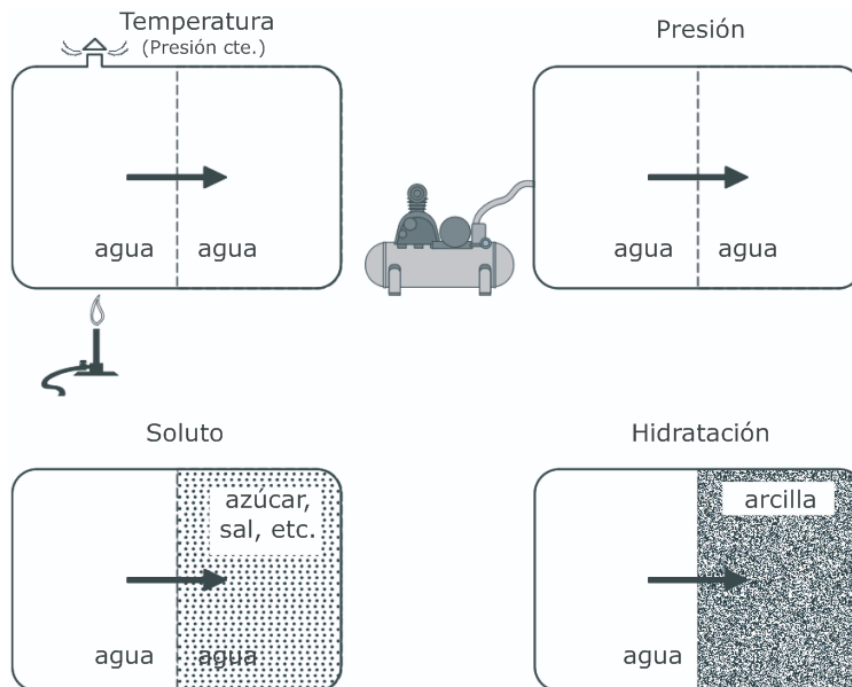 Temperatura
(Presión cte.)
agua
agua
Presión
agua
agua
Soluto
azúcar,
sal, etc.
agua
agua
Hidratación
arcilla
agua